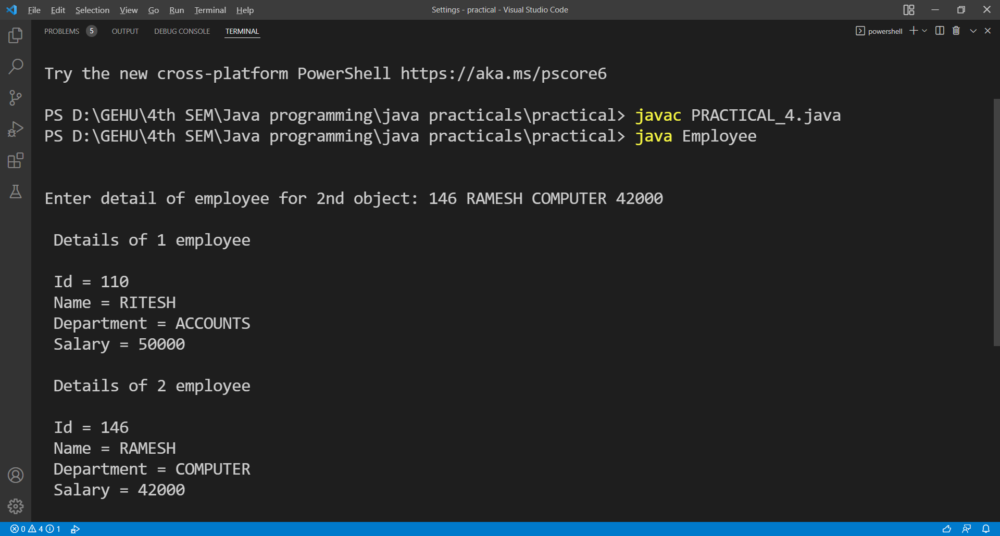 File Edit Selection View Go Run Terminal Help
Settings - practical - Visual Studio Code
PROBLEMS 5 OUTPUT DEBUG CONSOLE TERMINAL
powershell
Try the new cross-platform PowerShell https://aka.ms/pscore6
PS D:\GEHU\4th SEM\Java programming\java practicals\practical> javac PRACTICAL_4.java
PS D:\GEHU\4th SEM\Java programming\java practicals\practical> java Employee
Enter detail of employee for 2nd object: 146 RAMESH COMPUTER 42000
Details of 1 employee
Id = 110
Name = RITESH
Department = ACCOUNTS
Salary = 50000
Details of 2 employee
Id = 146
Name = RAMESH
Department = COMPUTER
Salary = 42000
0 4 1